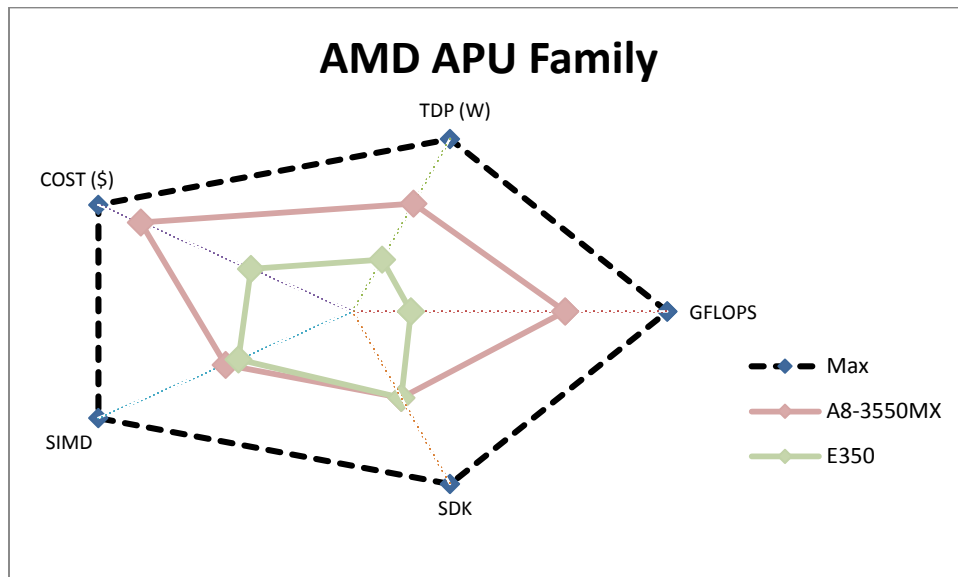 AMD APU Family
TDP (W)
COST ($)
GFLOPS
SIMD
SDK
Max
A8-3550MX
E350